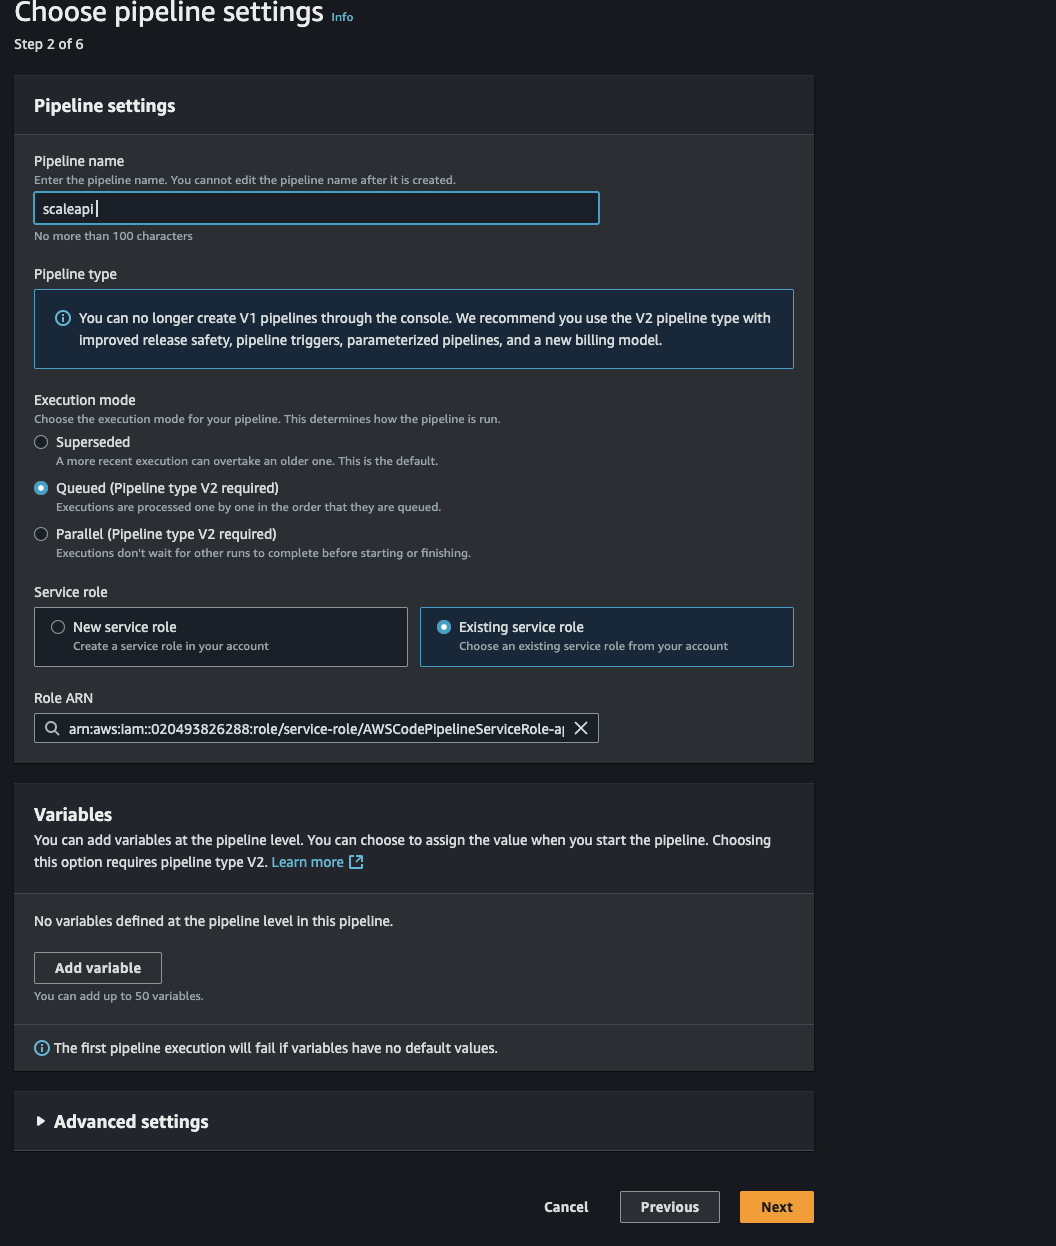 Choose pipeline settings Info
Step 2 of 6
Pipeline settings
Pipeline name
Enter the pipeline name. You cannot edit the pipeline name after it is created.
scaleapi
No more than 100 characters
Pipeline type
You can no longer create V1 pipelines through the console. We recommend you use the V2 pipeline type with
improved release safety, pipeline triggers, parameterized pipelines, and a new billing model.
Execution mode
Choose the execution mode for your pipeline. This determines how the pipeline is run.
Superseded
A more recent execution can overtake an older one. This is the default.
Queued (Pipeline type V2 required)
Executions are processed one by one in the order that they are queued.
Parallel (Pipeline type V2 required)
Executions don't wait for other runs to complete before starting or finishing.
Service role
New service role
Create a service role in your account
Existing service role
Choose an existing service role from your account
Role ARN
arn:aws:iam::020493826288:role/service-role/AWSCodePipelineServiceRole-a
Variables
You can add variables at the pipeline level. You can choose to assign the value when you start the pipeline. Choosing
this option requires pipeline type V2. Learn more
No variables defined at the pipeline level in this pipeline.
Add variable
You can add up to 50 variables.
The first pipeline execution will fail if variables have no default values.
Advanced settings
Cancel
Previous
Next